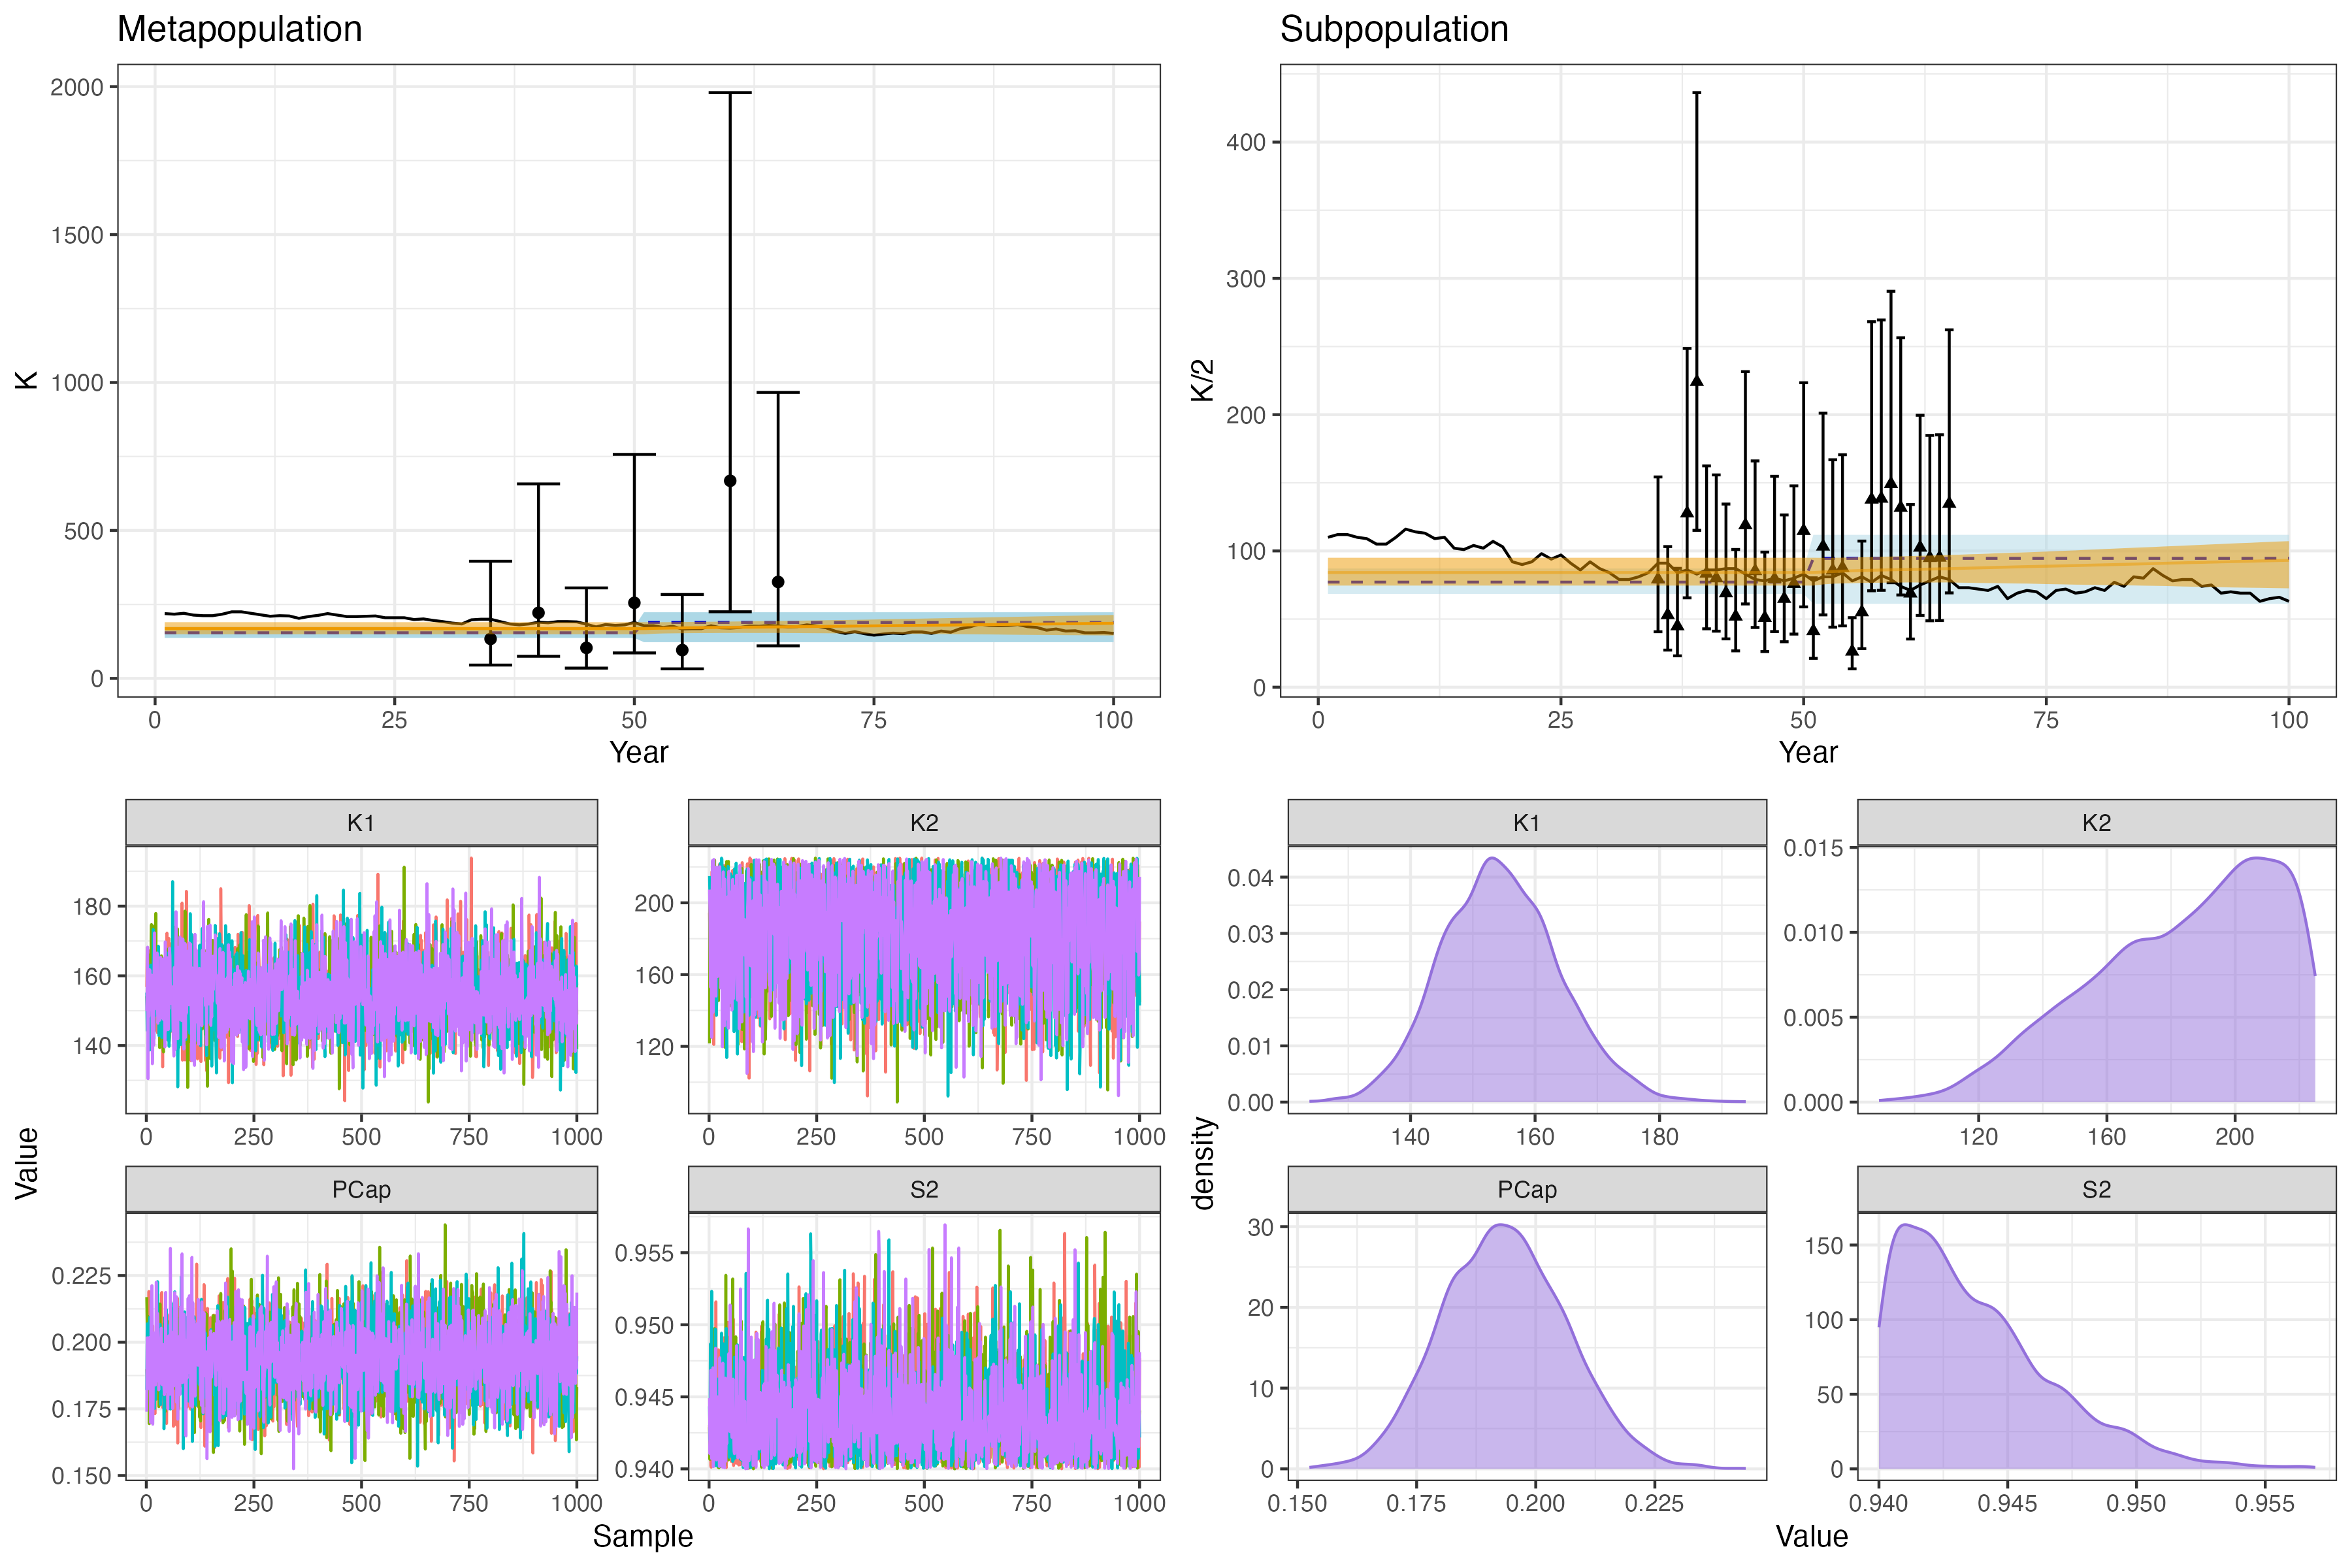 Metapopulation
Subpopulation
2000
1500
1000
500
0
K
0 25 50 75 100
Year
400
300
200
100
0
K/2
0 25 50 75 100
Year
K1
180
160
140
0 250 500 750 1000
K2
200
160
120
0 250 500 750 1000
PCap
0.225
0.200
0.175
0.150
0 250 500 750 1000
S2
0.955
0.950
0.945
0.940
0 250 500 750 1000
Value
Sample
K1
0.04
0.03
0.02
0.01
0.00
140 160 180
K2
0.015
0.010
0.005
0.000
120 160 200
PCap
30
20
10
0
0.150 0.175 0.200 0.225
S2
150
100
50
0
0.940 0.945 0.950 0.955
density
Value